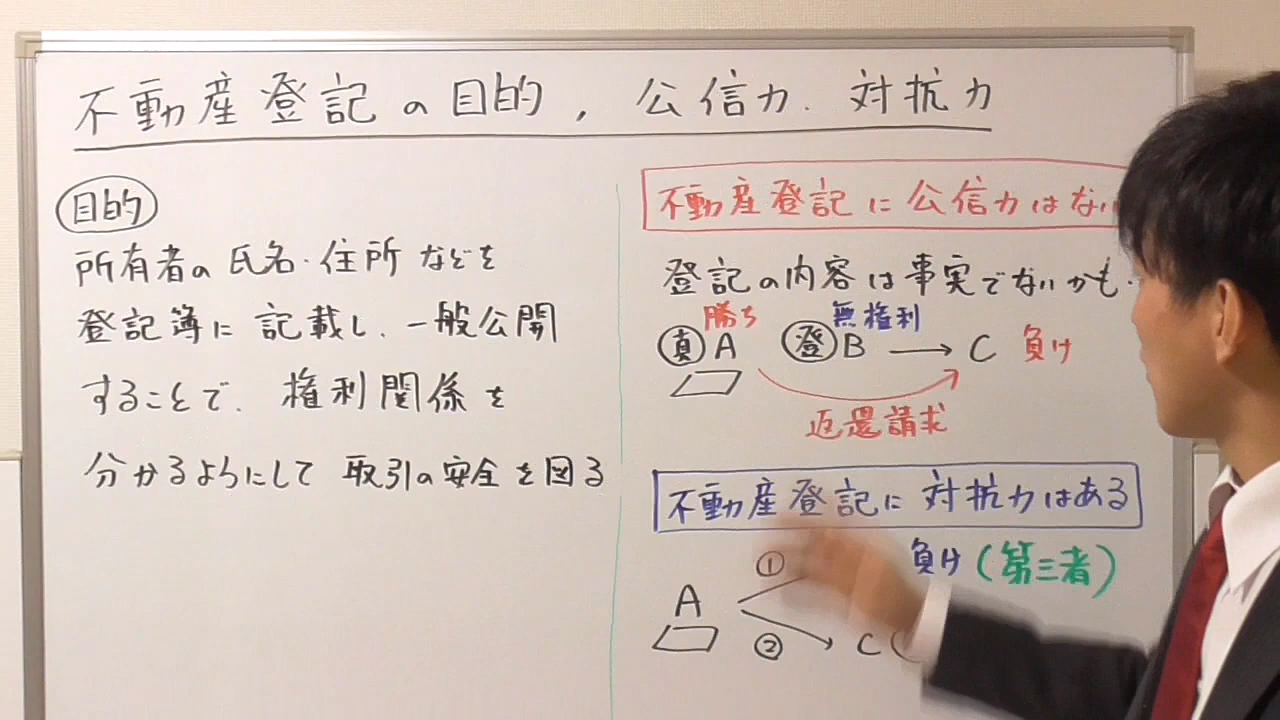 不動産登記の目的，公信力．対抗力
目的
所有者の氏名・住所などを
登記簿に記載し、一般公開
することで、権利関係を
分かるようにして取引の安全を図る
不動産登記に公信力はない
登記の内容は事実でないかも
勝ち 無権利
真 A 登 B → C 負け
返還請求
不動産登記に対抗力はある
① 負け（第三者）
A
② C